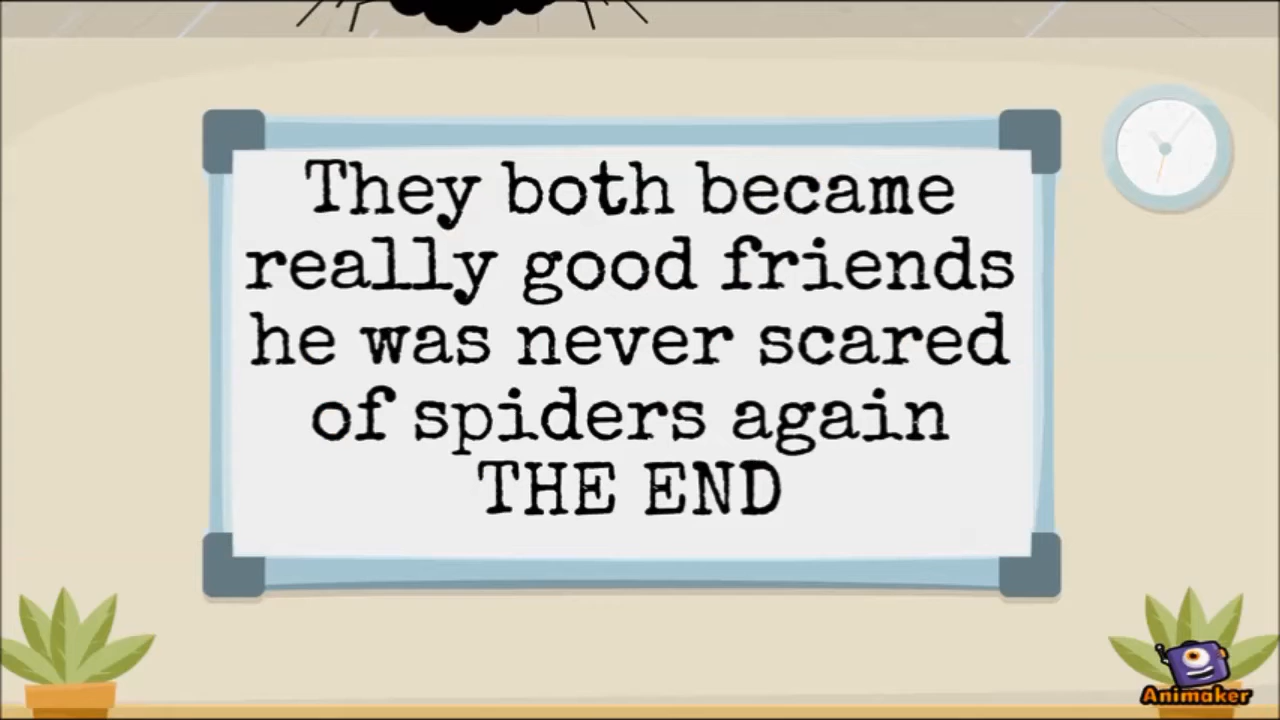 They both became
really good friends
he was never scared
of spiders again
THE END
Animaker